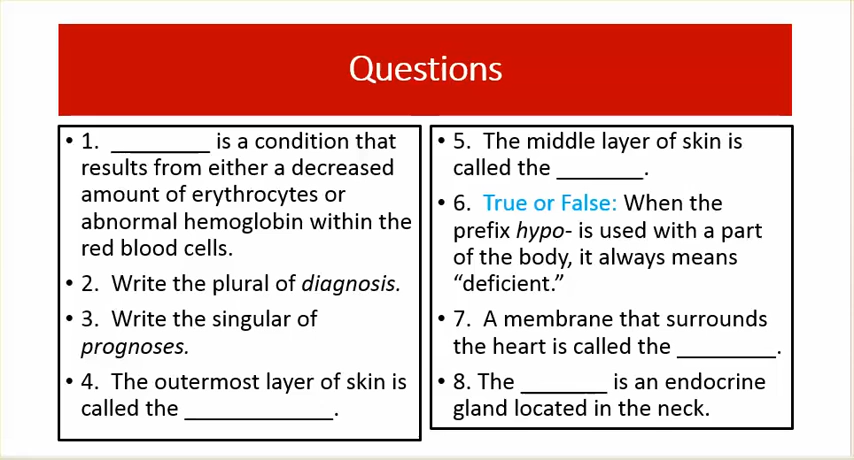 Questions
• 1. ________ is a condition that
results from either a decreased
amount of erythrocytes or
abnormal hemoglobin within the
red blood cells.
• 2. Write the plural of diagnosis.
• 3. Write the singular of
prognoses.
• 4. The outermost layer of skin is
called the ____________.
• 5. The middle layer of skin is
called the _______.
• 6. True or False: When the
prefix hypo- is used with a part
of the body, it always means
“deficient.”
• 7. A membrane that surrounds
the heart is called the ________.
• 8. The _______ is an endocrine
gland located in the neck.